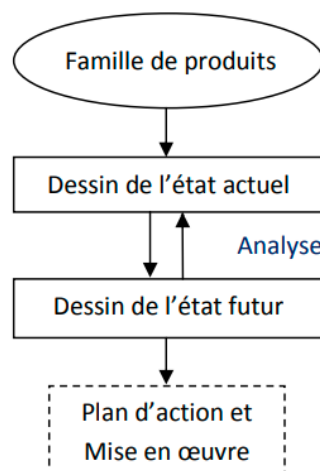 Famille de produits
Dessin de l'état actuel
Analyse
Dessin de l'état futur
Plan d'action et
Mise en œuvre